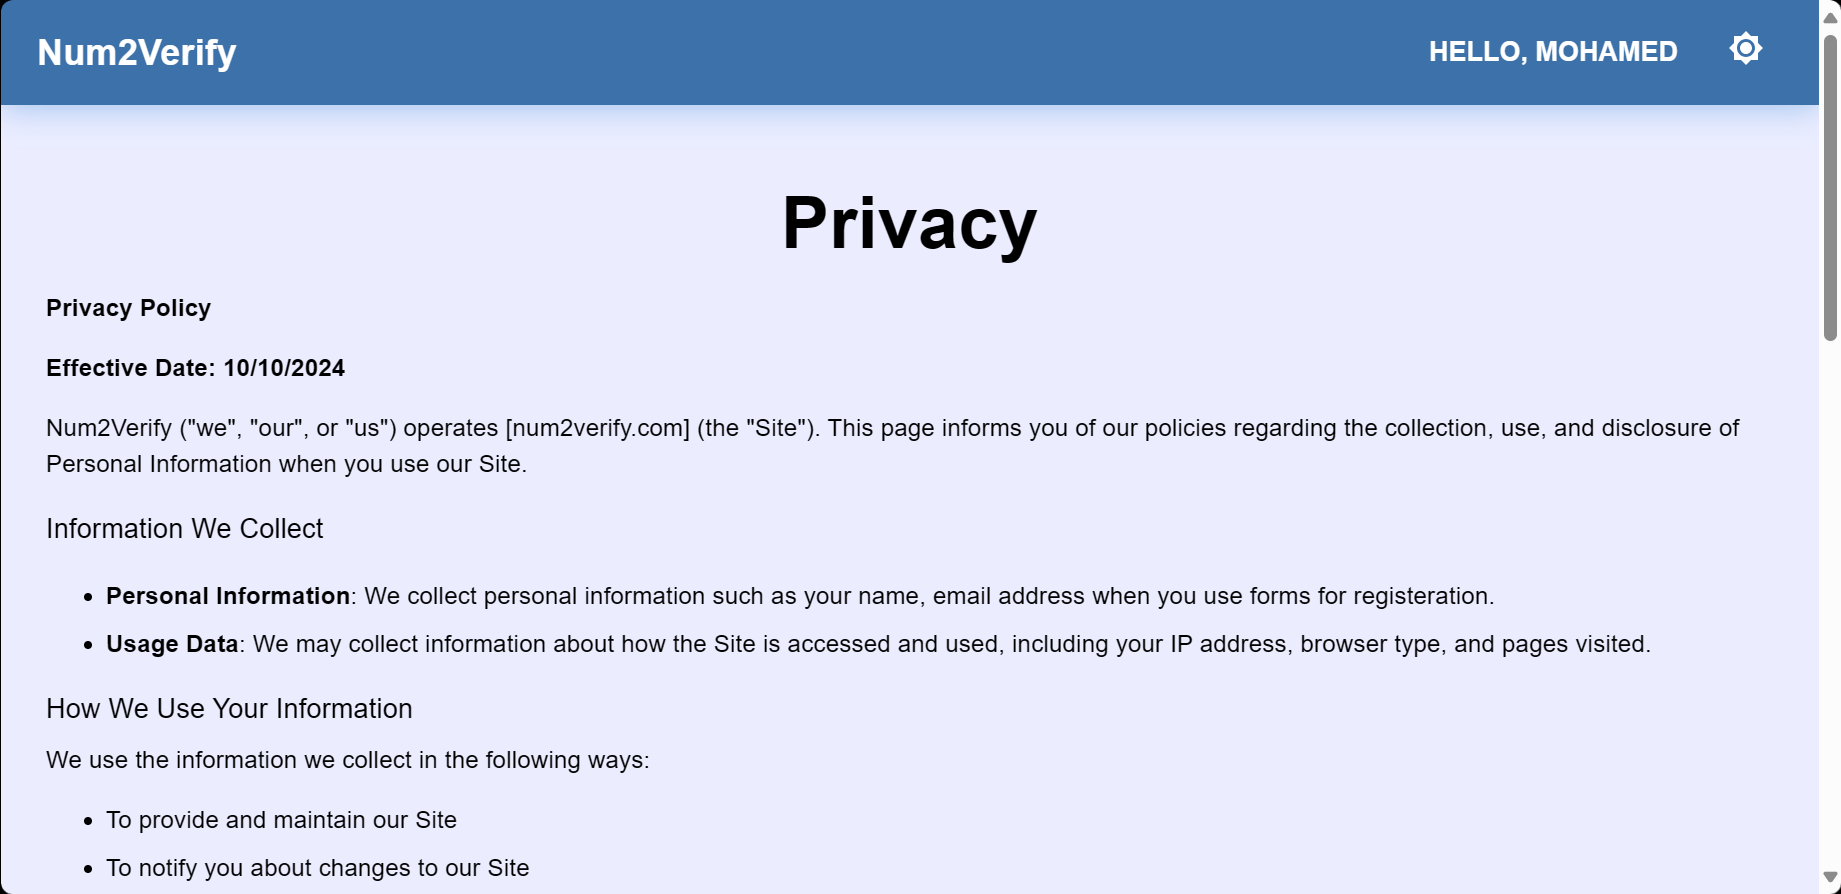 Num2Verify
HELLO, MOHAMED
Privacy
Privacy Policy
Effective Date: 10/10/2024
Num2Verify ("we", "our", or "us") operates [num2verify.com] (the "Site"). This page informs you of our policies regarding the collection, use, and disclosure of
Personal Information when you use our Site.
Information We Collect
• Personal Information: We collect personal information such as your name, email address when you use forms for registeration.
• Usage Data: We may collect information about how the Site is accessed and used, including your IP address, browser type, and pages visited.
How We Use Your Information
We use the information we collect in the following ways:
• To provide and maintain our Site
• To notify you about changes to our Site